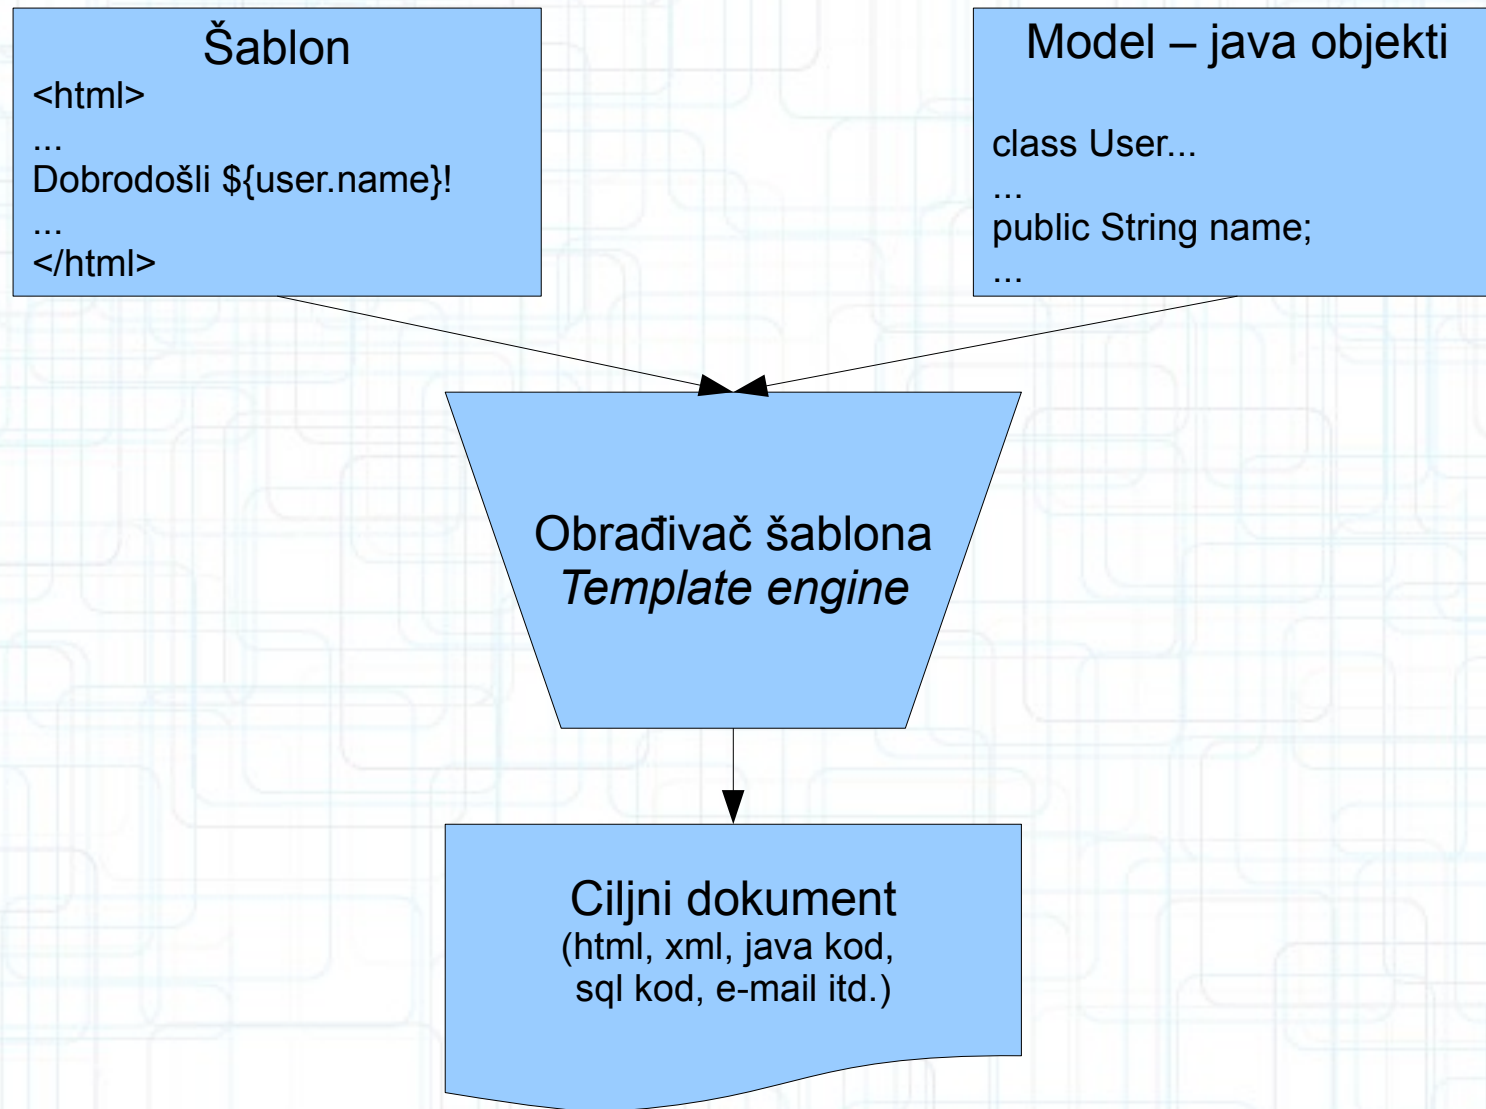 Šablon
<html>
...
Dobrodošli ${user.name}!
...
</html>
Model – java objekti
class User...
...
public String name;
...
Obrađivač šablona
Template engine
Ciljni dokument
(html, xml, java kod,
sql kod, e-mail itd.)